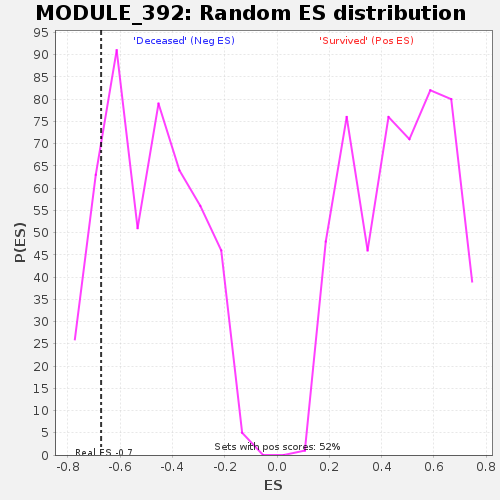 MODULE_392: Random ES distribution
'Deceased' (Neg ES)
'Survived' (Pos ES)
95
90
85
80
75
70
65
60
55
50
45
40
35
30
25
20
15
10
5
0
P(ES)
Real ES -0.7
Sets with pos scores: 52%
-0.8 -0.6 -0.4 -0.2 0.0 0.2 0.4 0.6 0.8
ES